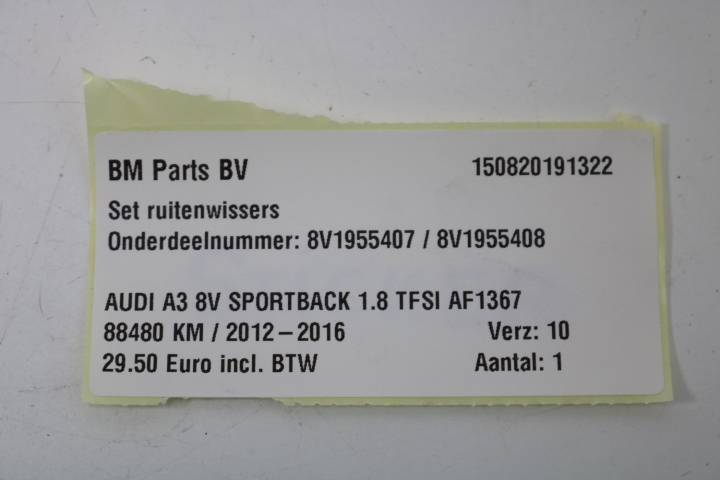 BM Parts BV 150820191322
Set ruitenwissers
Onderdeelnummer: 8V1955407 / 8V1955408
AUDI A3 8V SPORTBACK 1.8 TFSI AF1367
88480 KM / 2012-2016 Verz: 10
29.50 Euro incl. BTW Aantal: 1